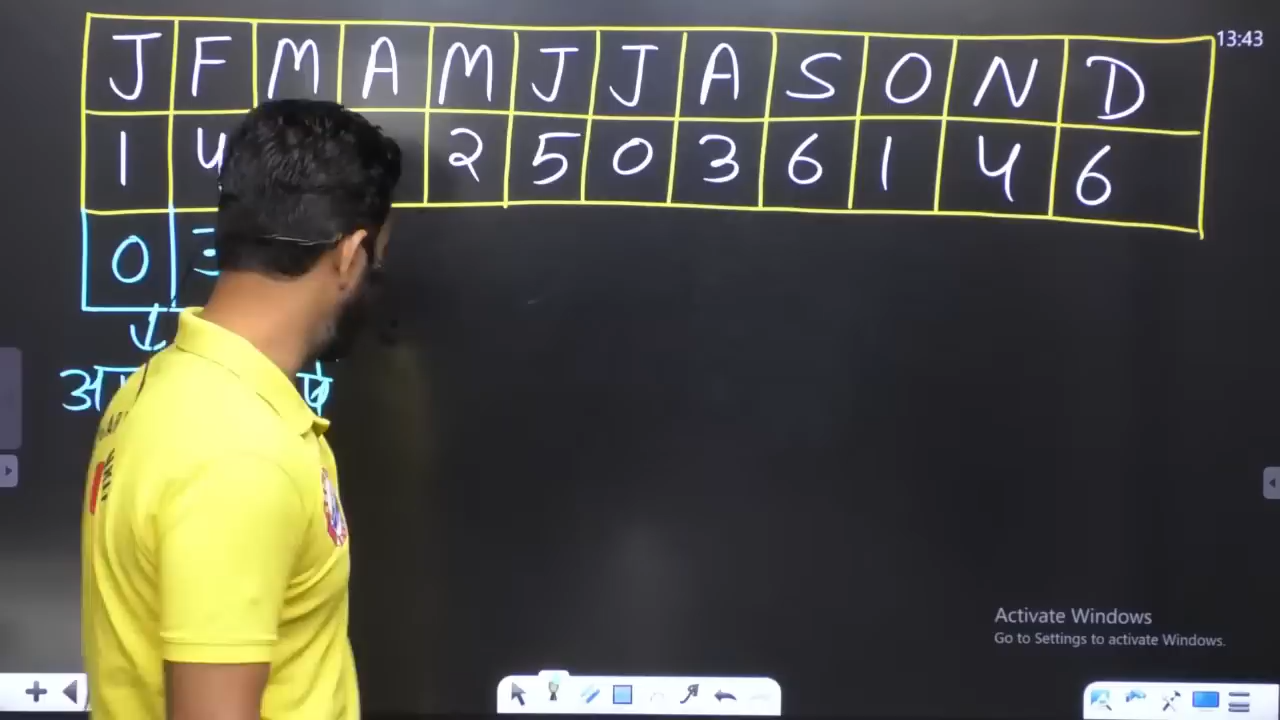 J F M A M J J A S O N D
13:43
1 4 2 5 0 3 6 1 4 6
0 3
Activate Windows
Go to Settings to activate Windows.